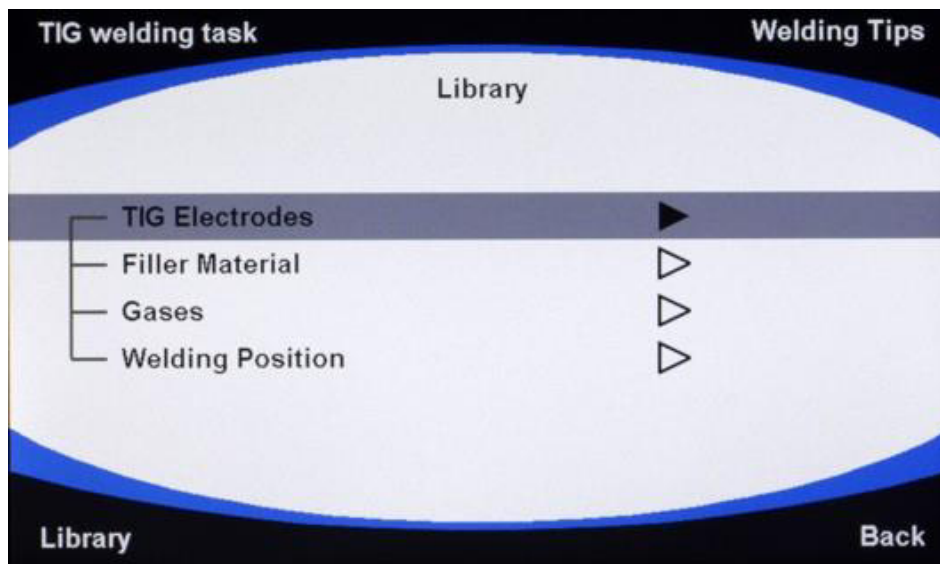 TIG welding task
Welding Tips
Library
TIG Electrodes
Filler Material
Gases
Welding Position
Library
Back